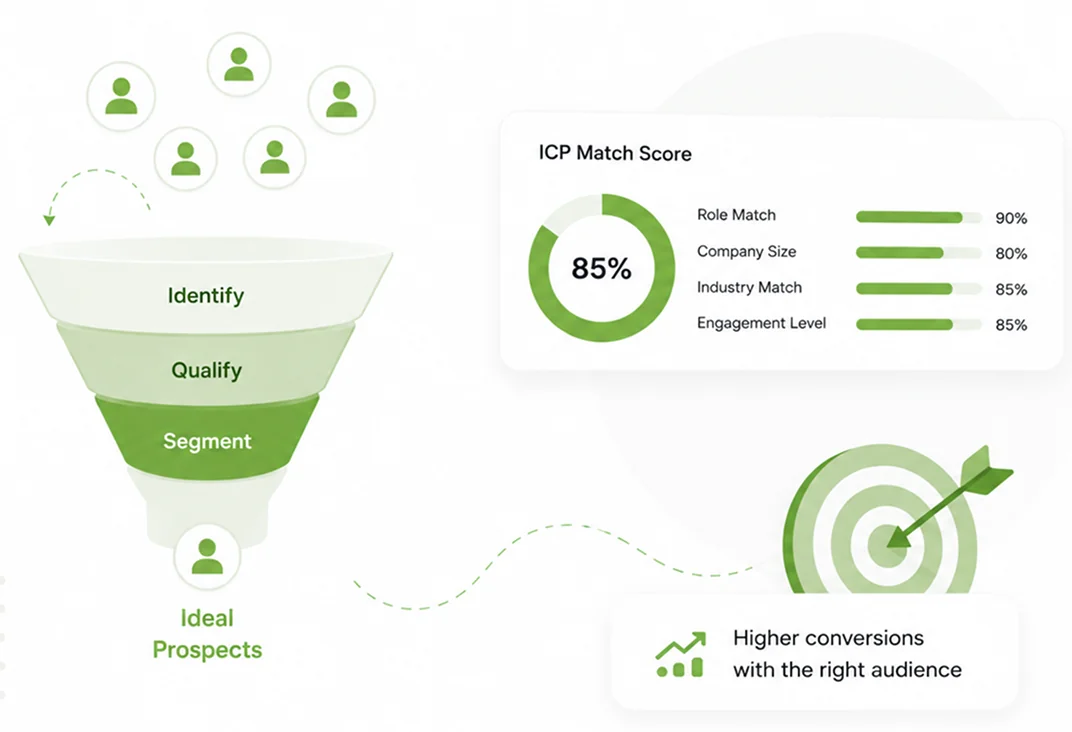 Identify
Qualify
Segment
Ideal
Prospects
ICP Match Score
85%
Role Match 90%
Company Size 80%
Industry Match 85%
Engagement Level 85%
Higher conversions
with the right audience